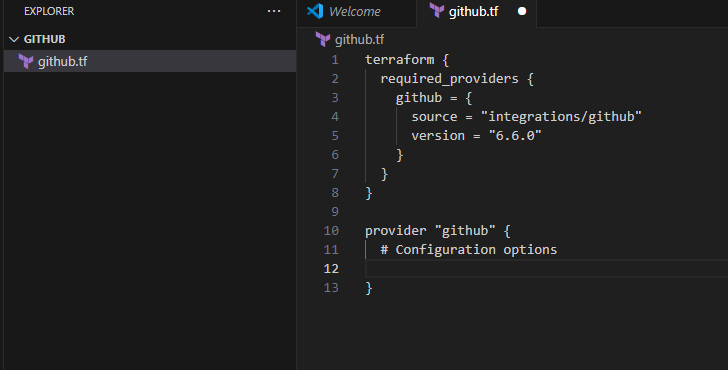 EXPLORER ...
GITHUB
github.tf
Welcome
github.tf
github.tf
1 terraform {
2 required_providers {
3 github = {
4 source = "integrations/github"
5 version = "6.6.0"
6 }
7 }
8 }
9
10 provider "github" {
11 # Configuration options
12
13 }